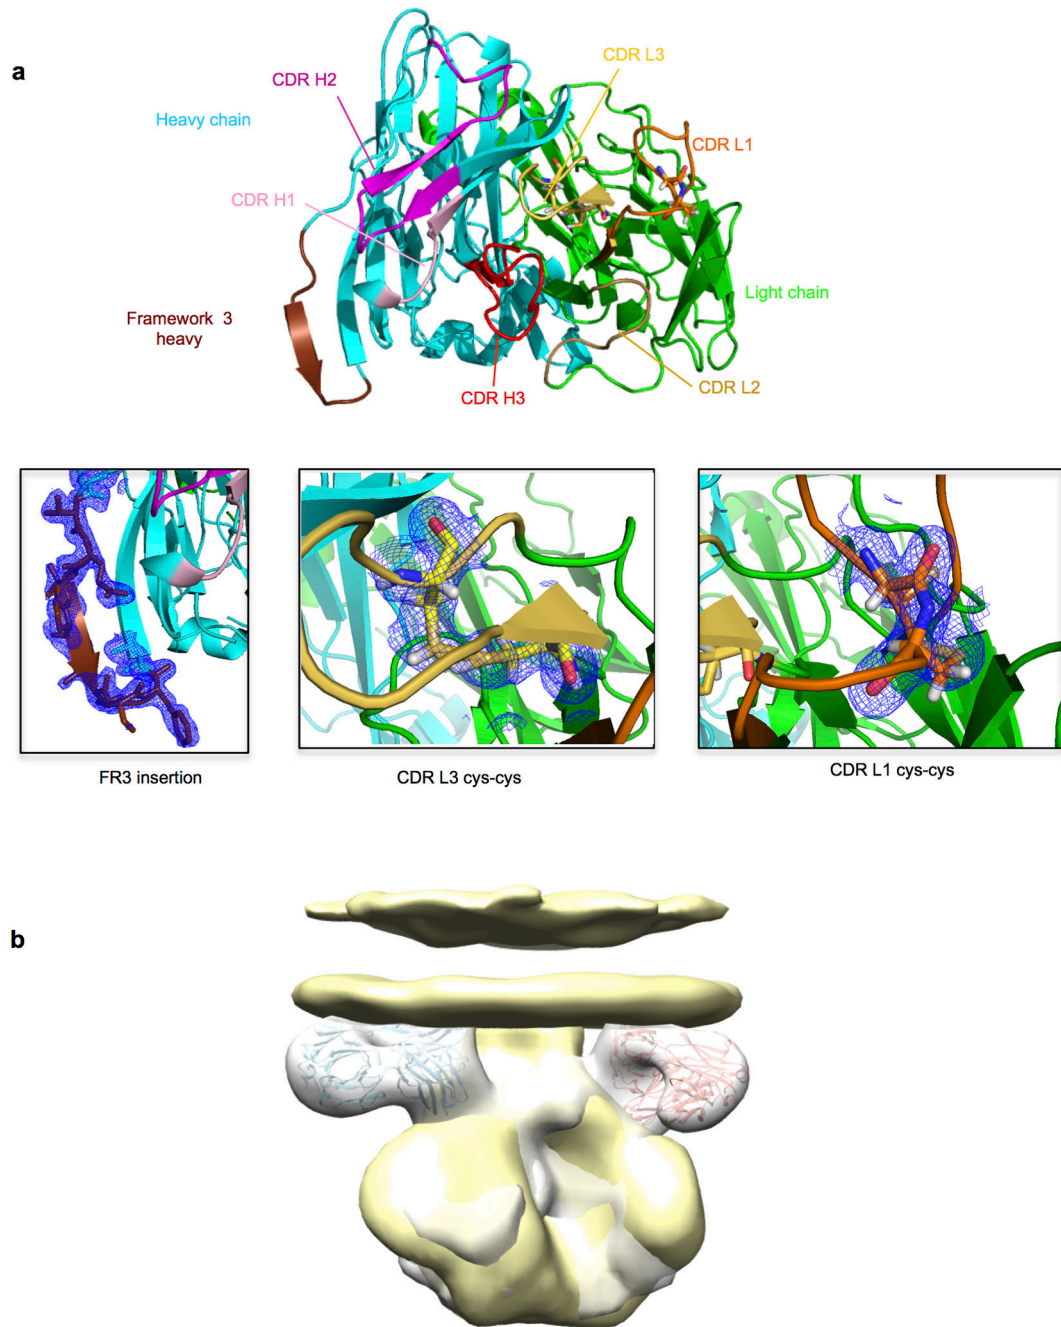 a
CDR L3
CDR H2
Heavy chain
CDR L1
CDR H1
Light chain
Framework 3
heavy
CDR L2
CDR H3
FR3 insertion
CDR L3 cys-cys
CDR L1 cys-cys
b